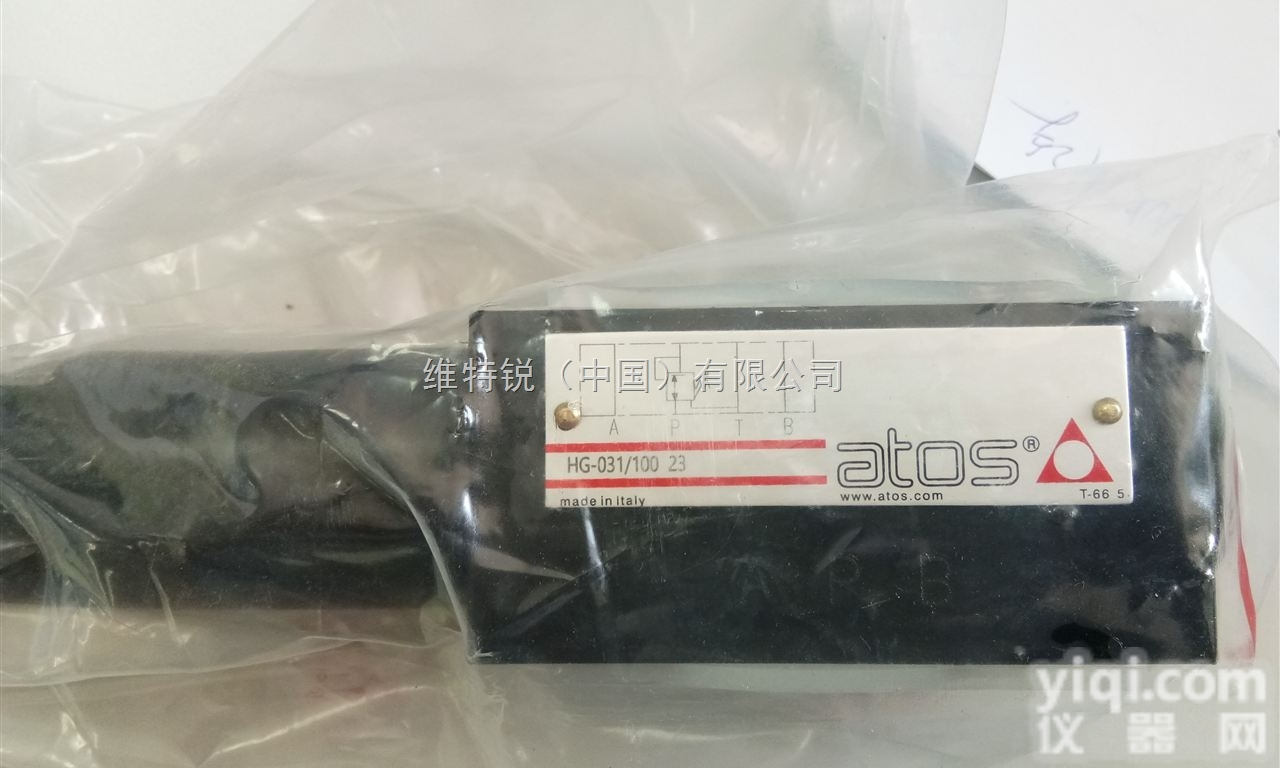 维特锐（中国）有限公司
A P T B
HG-031/100 23
atos®
made in Italy
www.atos.com
T-66 5
A P B
yiqi.com
仪器网